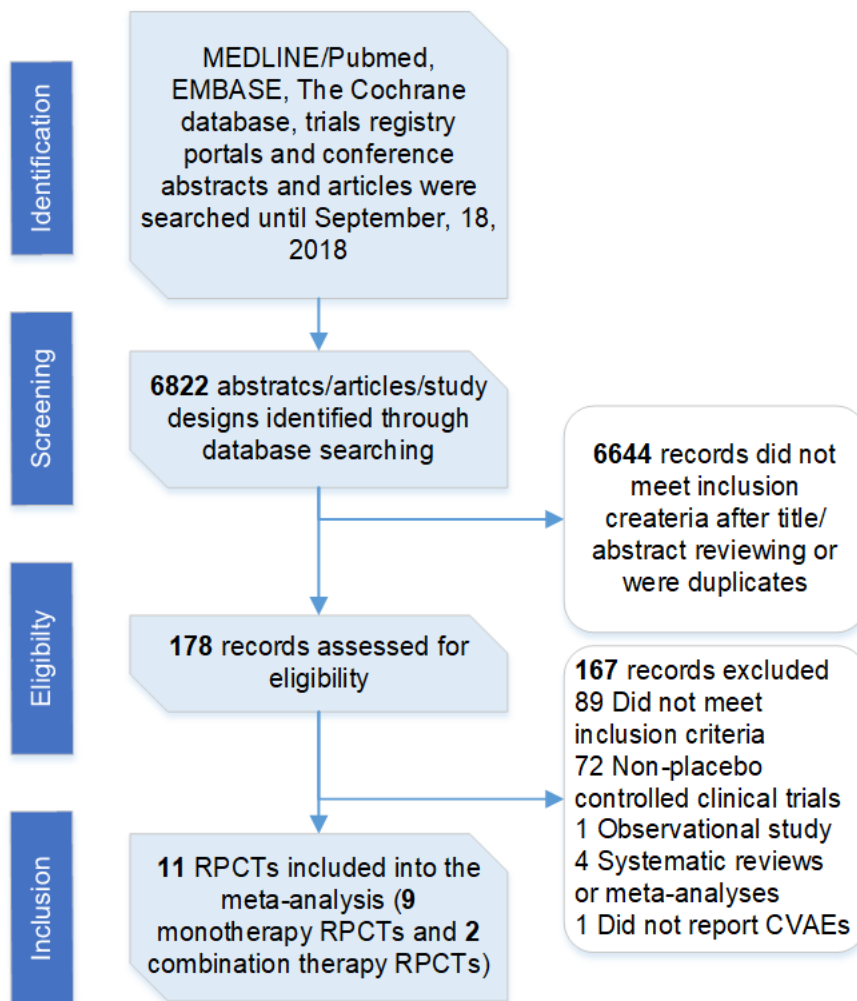 Identification
MEDLINE/Pubmed,
EMBASE, The Cochrane
database, trials registry
portals and conference
abstracts and articles were
searched until September, 18,
2018
Screening
6822 abstratcs/articles/study
designs identified through
database searching
6644 records did not
meet inclusion
createria after title/
abstract reviewing or
were duplicates
Eligibilty
178 records assessed for
eligibility
167 records excluded
89 Did not meet
inclusion criteria
72 Non-placebo
controlled clinical trials
1 Observational study
4 Systematic reviews
or meta-analyses
1 Did not report CVAEs
Inclusion
11 RPCTs included into the
meta-analysis (9
monotherapy RPCTs and 2
combination therapy RPCTs)